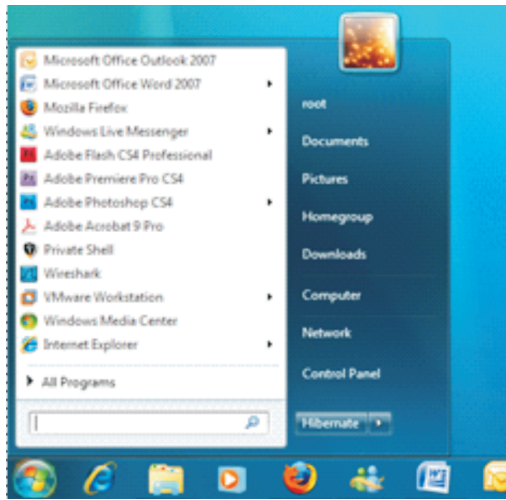 Microsoft Office Outlook 2007
Microsoft Office Word 2007
Mozilla Firefox
Windows Live Messenger
Adobe Flash CS4 Professional
Adobe Premiere Pro CS4
Adobe Photoshop CS4
Adobe Acrobat 9 Pro
Private Shell
Wireshark
VMware Workstation
Windows Media Center
Internet Explorer
All Programs
root
Documents
Pictures
Homegroup
Downloads
Computer
Network
Control Panel
Hibernate